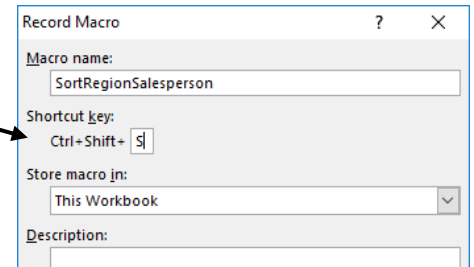 Record Macro ? ×
Macro name:
SortRegionSalesperson
Shortcut key:
Ctrl+Shift+ S
Store macro in:
This Workbook
Description: